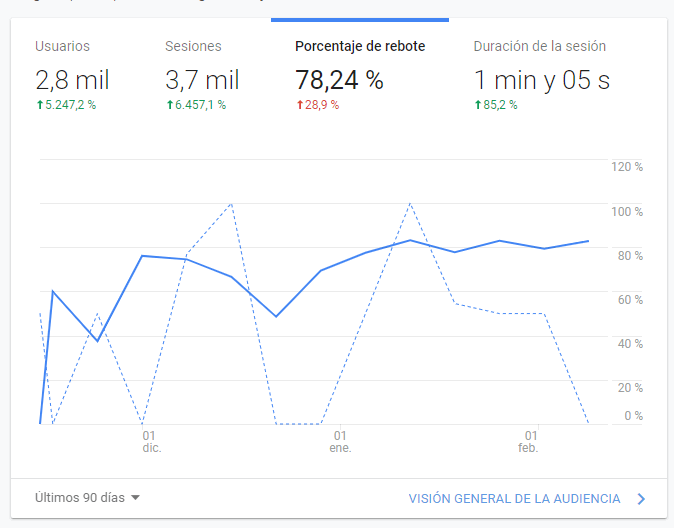 Usuarios
2,8 mil
5.247,2 %
Sesiones
3,7 mil
6.457,1 %
Porcentaje de rebote
78,24 %
28,9 %
Duración de la sesión
1 min y 05 s
85,2 %
120 %
100 %
80 %
60 %
40 %
20 %
0 %
01
dic.
01
ene.
01
feb.
Últimos 90 días
VISIÓN GENERAL DE LA AUDIENCIA